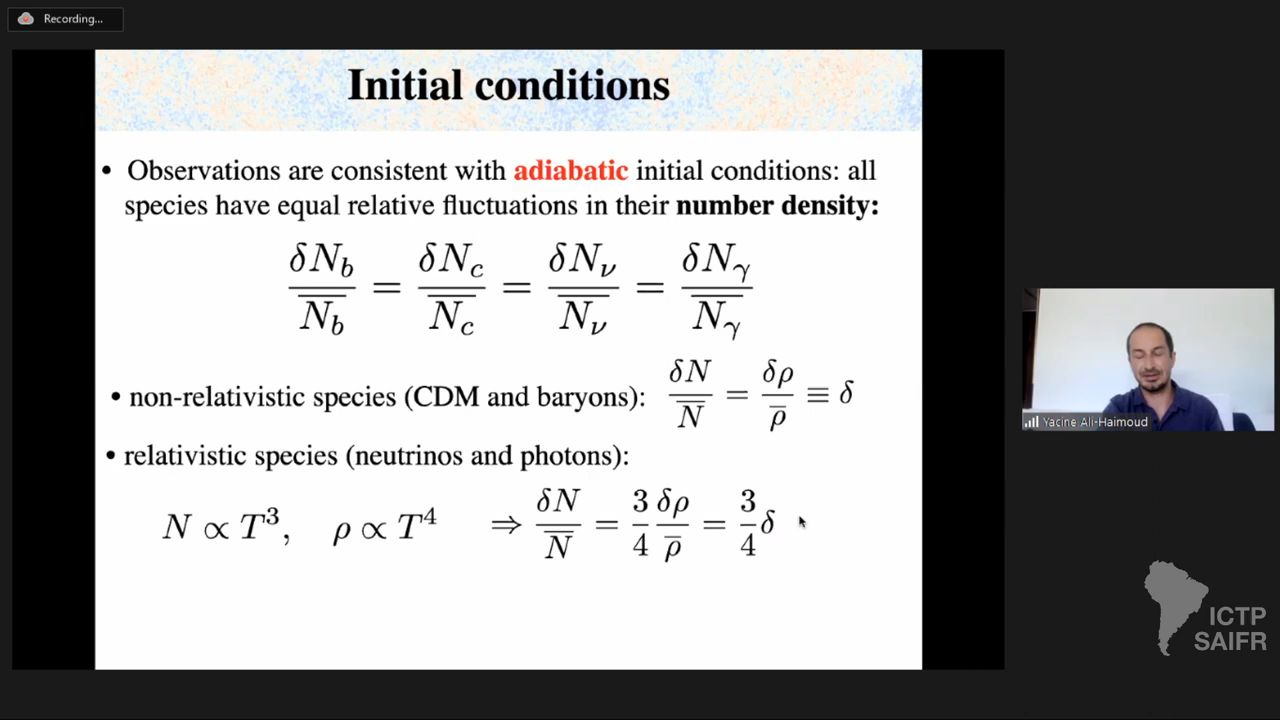 Recording...
Initial conditions
• Observations are consistent with adiabatic initial conditions: all
species have equal relative fluctuations in their number density:
δN_b / N̅_b = δN_c / N̅_c = δN_ν / N̅_ν = δN_γ / N̅_γ
• non-relativistic species (CDM and baryons): δN / N̅ = δρ / ρ̅ ≡ δ
• relativistic species (neutrinos and photons):
N ∝ T³, ρ ∝ T⁴ ⇒ δN / N̅ = 3/4 δρ / ρ̅ = 3/4 δ
Yacine Ali-Haimoud
ICTP
SAIFR